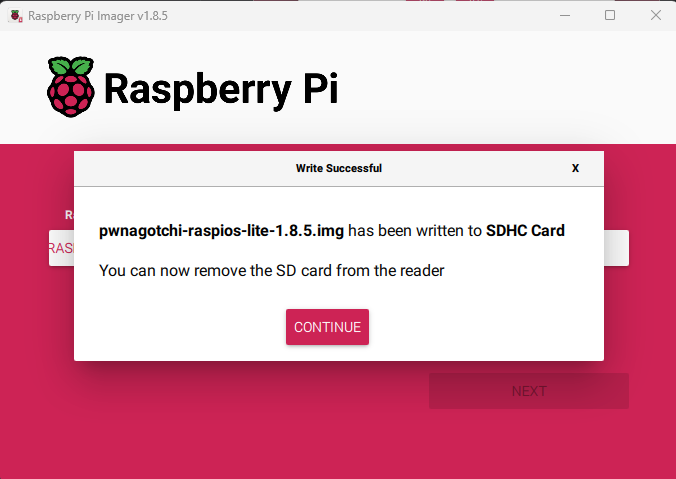 Raspberry Pi Imager v1.8.5
Raspberry Pi
Write Successful
X
pwnagotchi-raspios-lite-1.8.5.img has been written to SDHC Card
You can now remove the SD card from the reader
CONTINUE
NEXT